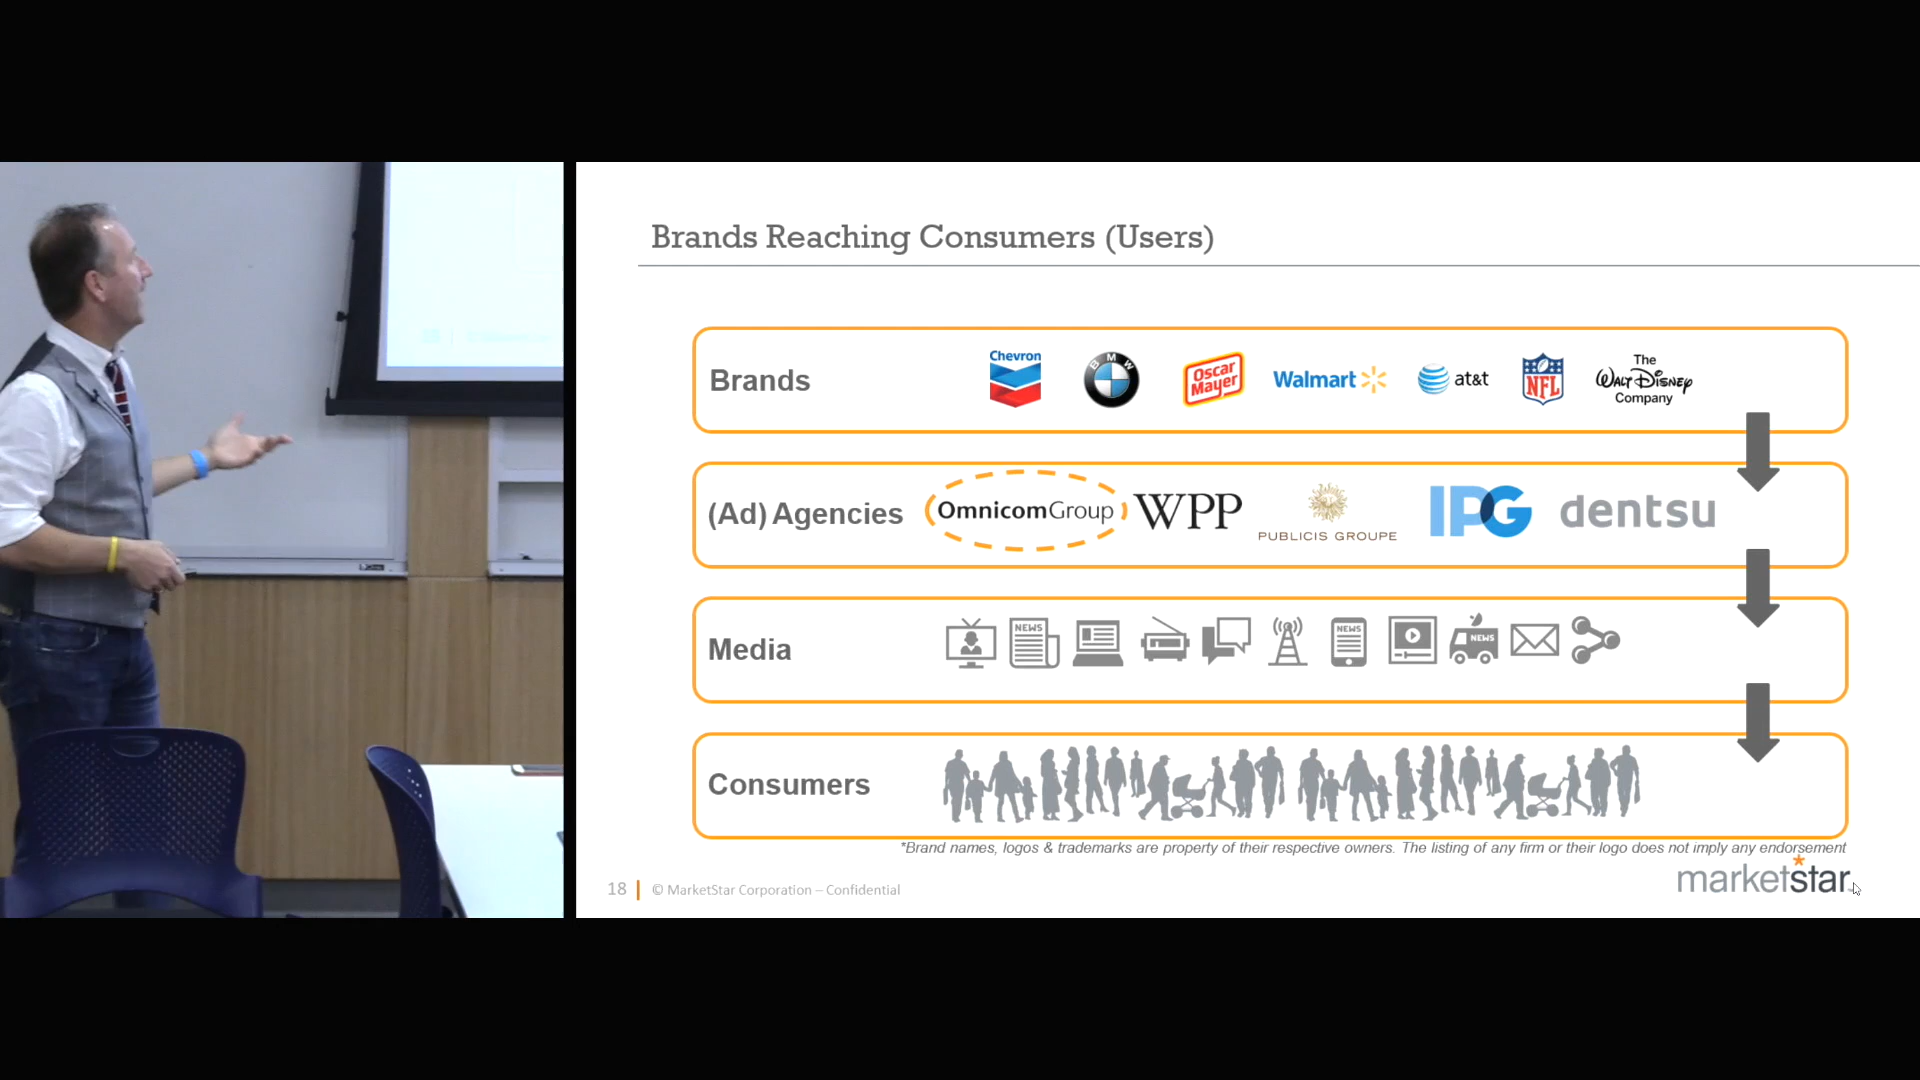 Brands Reaching Consumers (Users)
Brands
Chevron
BMW
Oscar
Mayer
Walmart
at&t
NFL
The
Walt Disney
Company
(Ad) Agencies
OmnicomGroup
WPP
PUBLICIS GROUPE
IPG
dentsu
Media
NEWS
NEWS
NEWS
Consumers
*Brand names, logos & trademarks are property of their respective owners. The listing of any firm or their logo does not imply any endorsement
18
© MarketStar Corporation – Confidential
marketstar